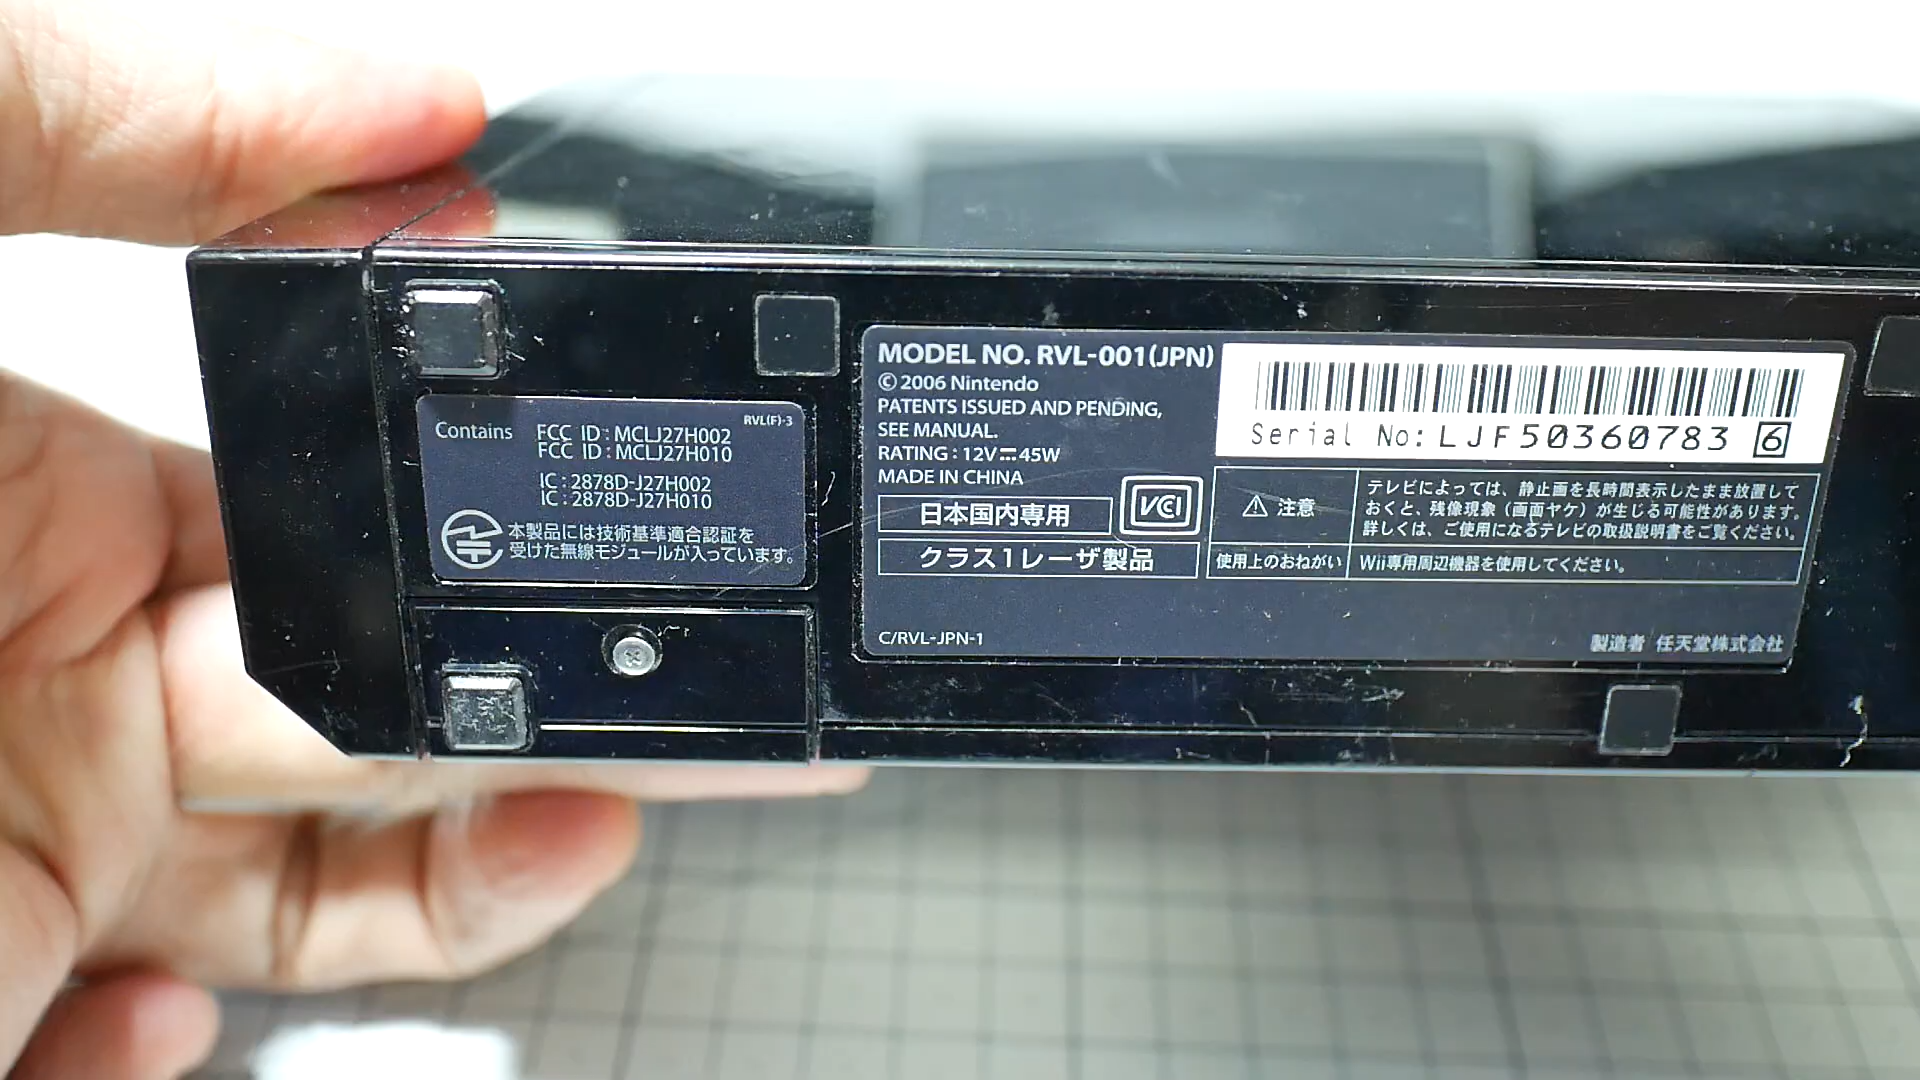 Contains
RVL(F)-3
FCC ID : MCLJ27H002
FCC ID : MCLJ27H010
IC : 2878D-J27H002
IC : 2878D-J27H010
本製品には技術基準適合認証を
受けた無線モジュールが入っています。
MODEL NO. RVL-001(JPN)
© 2006 Nintendo
PATENTS ISSUED AND PENDING,
SEE MANUAL.
RATING : 12V⎓45W
MADE IN CHINA
日本国内専用
VCI
クラス1レーザ製品
C/RVL-JPN-1
Serial No: LJF50360783 6
⚠ 注意
テレビによっては、静止画を長時間表示したまま放置して
おくと、残像現象（画面ヤケ）が生じる可能性があります。
詳しくは、ご使用になるテレビの取扱説明書をご覧ください。
使用上のおねがい
Wii専用周辺機器を使用してください。
製造者 任天堂株式会社